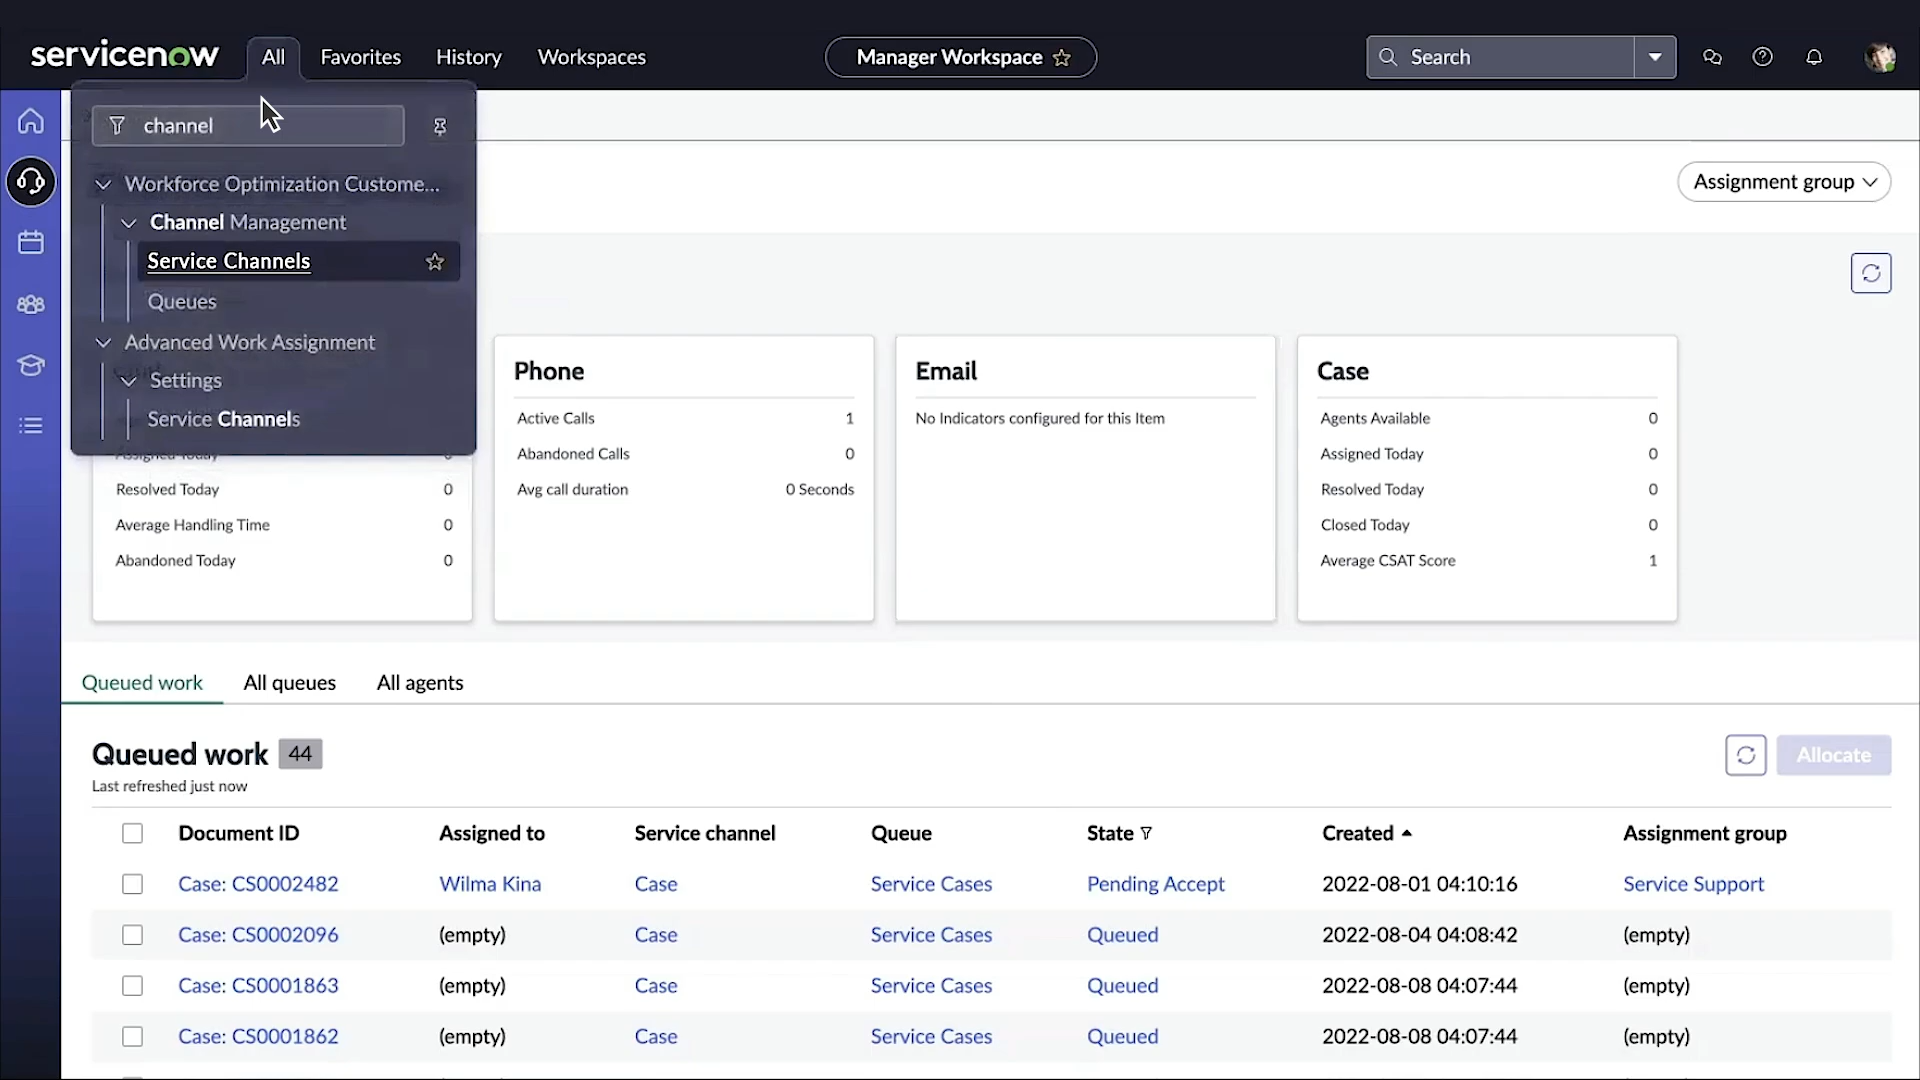 servicenow
All
Favorites
History
Workspaces
Manager Workspace
Search
channel
Workforce Optimization Custome...
Channel Management
Service Channels
Queues
Advanced Work Assignment
Settings
Service Channels
Assignment group
Assigned Today 0
Resolved Today 0
Average Handling Time 0
Abandoned Today 0
Phone
Active Calls 1
Abandoned Calls 0
Avg call duration 0 Seconds
Email
No Indicators configured for this Item
Case
Agents Available 0
Assigned Today 0
Resolved Today 0
Closed Today 0
Average CSAT Score 1
Queued work All queues All agents
Queued work 44
Last refreshed just now
Allocate
Document ID Assigned to Service channel Queue State Created Assignment group
Case: CS0002482 Wilma Kina Case Service Cases Pending Accept 2022-08-01 04:10:16 Service Support
Case: CS0002096 (empty) Case Service Cases Queued 2022-08-04 04:08:42 (empty)
Case: CS0001863 (empty) Case Service Cases Queued 2022-08-08 04:07:44 (empty)
Case: CS0001862 (empty) Case Service Cases Queued 2022-08-08 04:07:44 (empty)